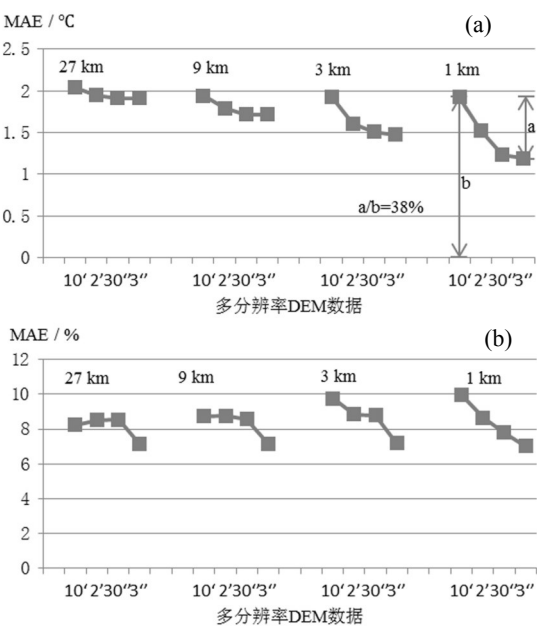 MAE / ℃
(a)
2.5
27 km
9 km
3 km
1 km
2
1.5
a
b
1
a/b=38%
0.5
0
10‘ 2’30”3” 10‘ 2’30”3” 10‘ 2’30”3” 10‘ 2’30”3”
多分辨率DEM数据
MAE / %
(b)
12
27 km
9 km
3 km
1 km
10
8
6
4
2
0
10‘ 2’30”3” 10‘ 2’30”3” 10‘ 2’30”3” 10‘ 2’30”3”
多分辨率DEM数据